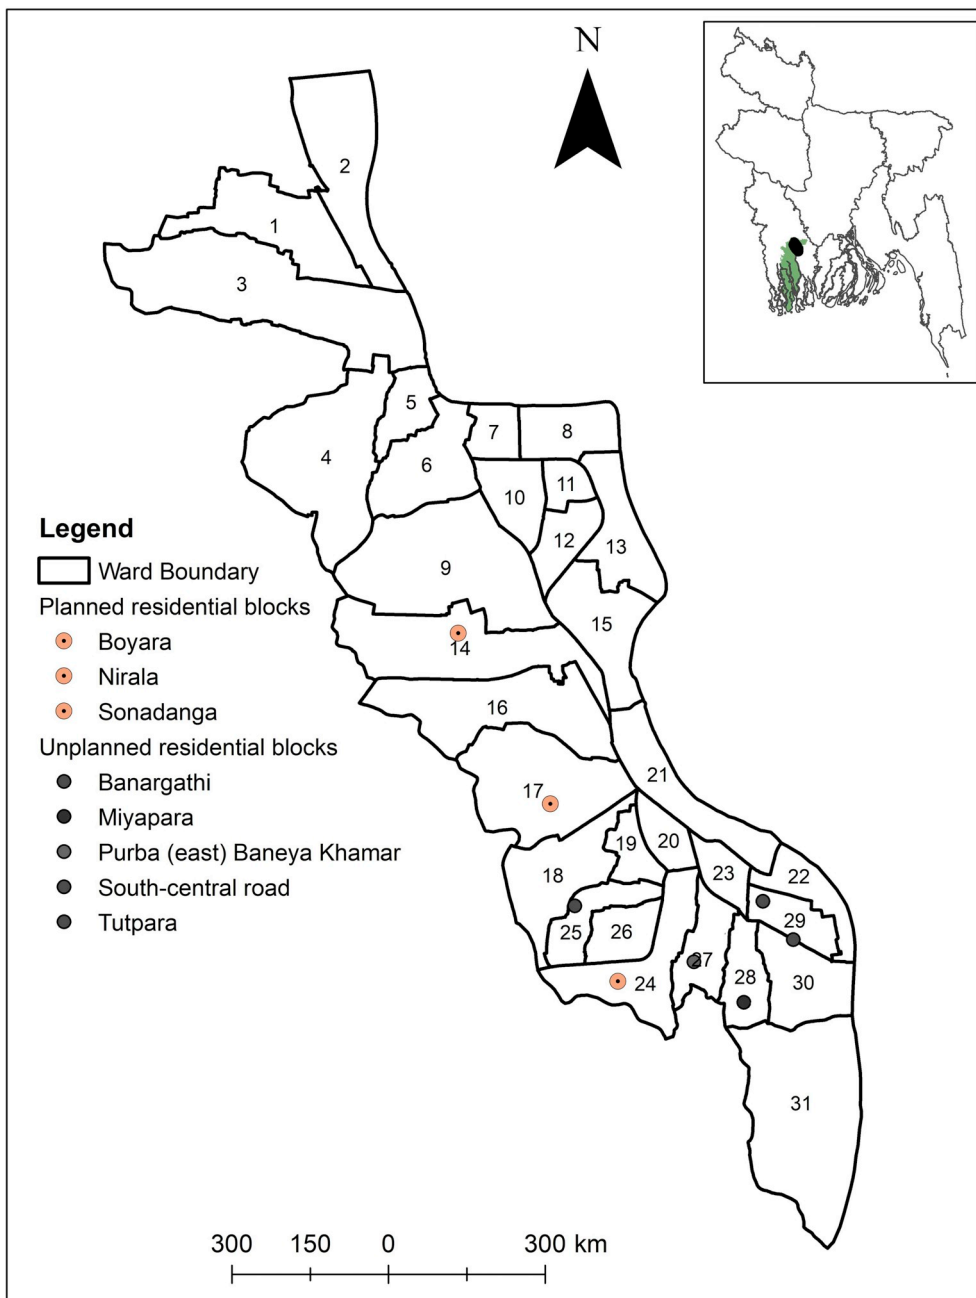 N
2
1
3
5
7
8
4
6
10
11
12
13
9
15
14
16
21
17
20
19
23
22
18
29
25
26
27
28
24
30
31
Legend
Ward Boundary
Planned residential blocks
Boyara
Nirala
Sonadanga
Unplanned residential blocks
Banargathi
Miyapara
Purba (east) Baneya Khamar
South-central road
Tutpara
300 150 0 300 km